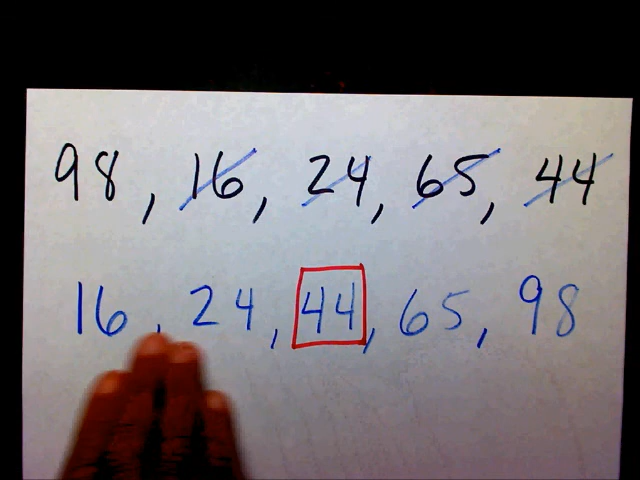 98, 16, 24, 65, 44
16, 24, 44, 65, 98